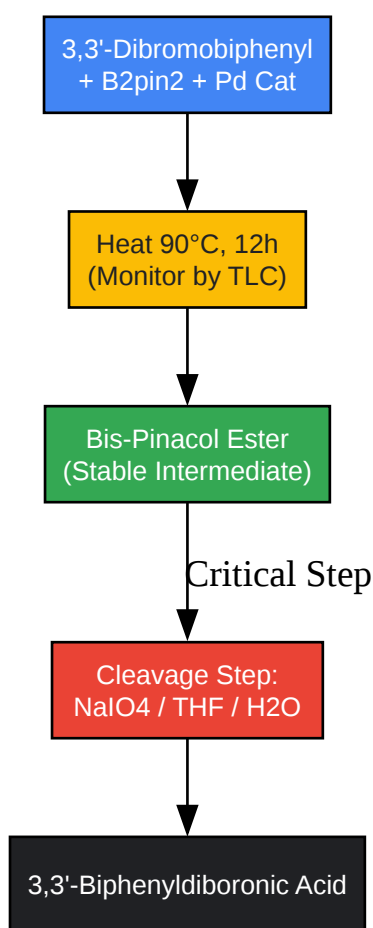 3,3'-Dibromobiphenyl
+ B2pin2 + Pd Cat
Heat 90°C, 12h
(Monitor by TLC)
Bis-Pinacol Ester
(Stable Intermediate)
Critical Step
Cleavage Step:
NaIO4 / THF / H2O
3,3'-Biphenyldiboronic Acid